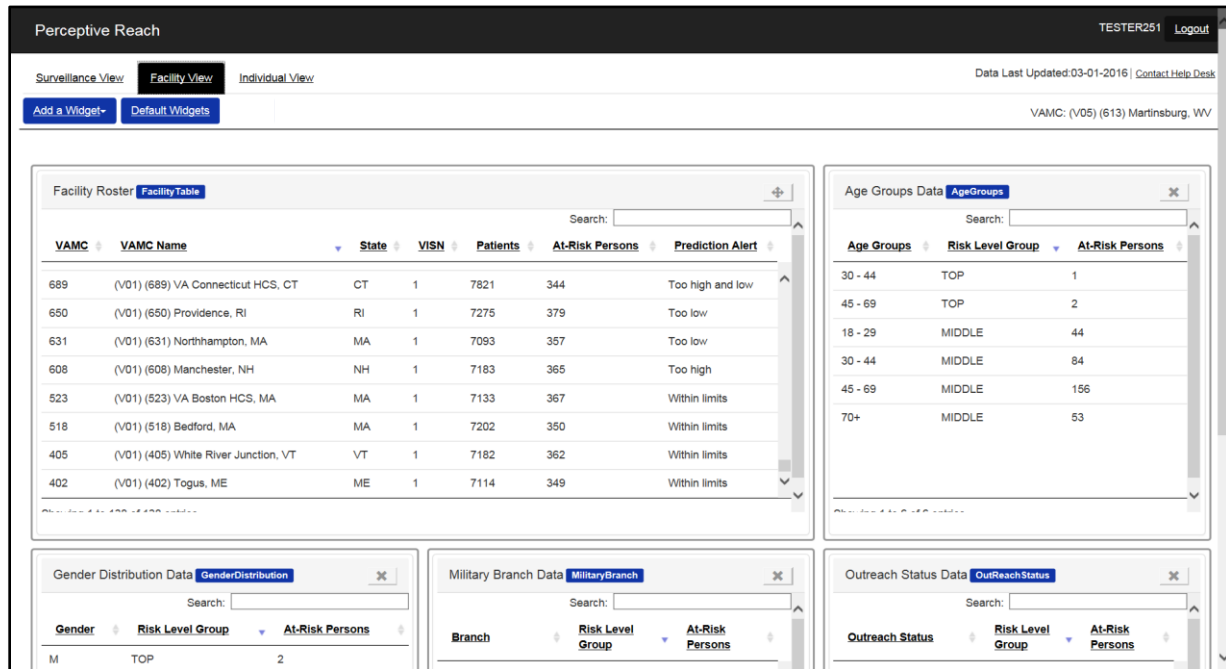 Perceptive Reach TESTER251 Logout
Surveillance View Facility View Individual View Data Last Updated:03-01-2016 | Contact Help Desk
Add a Widget Default Widgets VAMC: (V05) (613) Martinsburg, WV
Facility Roster FacilityTable
Search:
VAMC VAMC Name State VISN Patients At-Risk Persons Prediction Alert
689 (V01) (689) VA Connecticut HCS, CT CT 1 7821 344 Too high and low
650 (V01) (650) Providence, RI RI 1 7275 379 Too low
631 (V01) (631) Northhampton, MA MA 1 7093 357 Too low
608 (V01) (608) Manchester, NH NH 1 7183 365 Too high
523 (V01) (523) VA Boston HCS, MA MA 1 7133 367 Within limits
518 (V01) (518) Bedford, MA MA 1 7202 350 Within limits
405 (V01) (405) White River Junction, VT VT 1 7182 362 Within limits
402 (V01) (402) Togus, ME ME 1 7114 349 Within limits
Age Groups Data AgeGroups
Search:
Age Groups Risk Level Group At-Risk Persons
30 - 44 TOP 1
45 - 69 TOP 2
18 - 29 MIDDLE 44
30 - 44 MIDDLE 84
45 - 69 MIDDLE 156
70+ MIDDLE 53
Gender Distribution Data GenderDistribution
Search:
Gender Risk Level Group At-Risk Persons
M TOP 2
Military Branch Data MilitaryBranch
Search:
Branch Risk Level Group At-Risk Persons
Outreach Status Data OutReachStatus
Search:
Outreach Status Risk Level Group At-Risk Persons